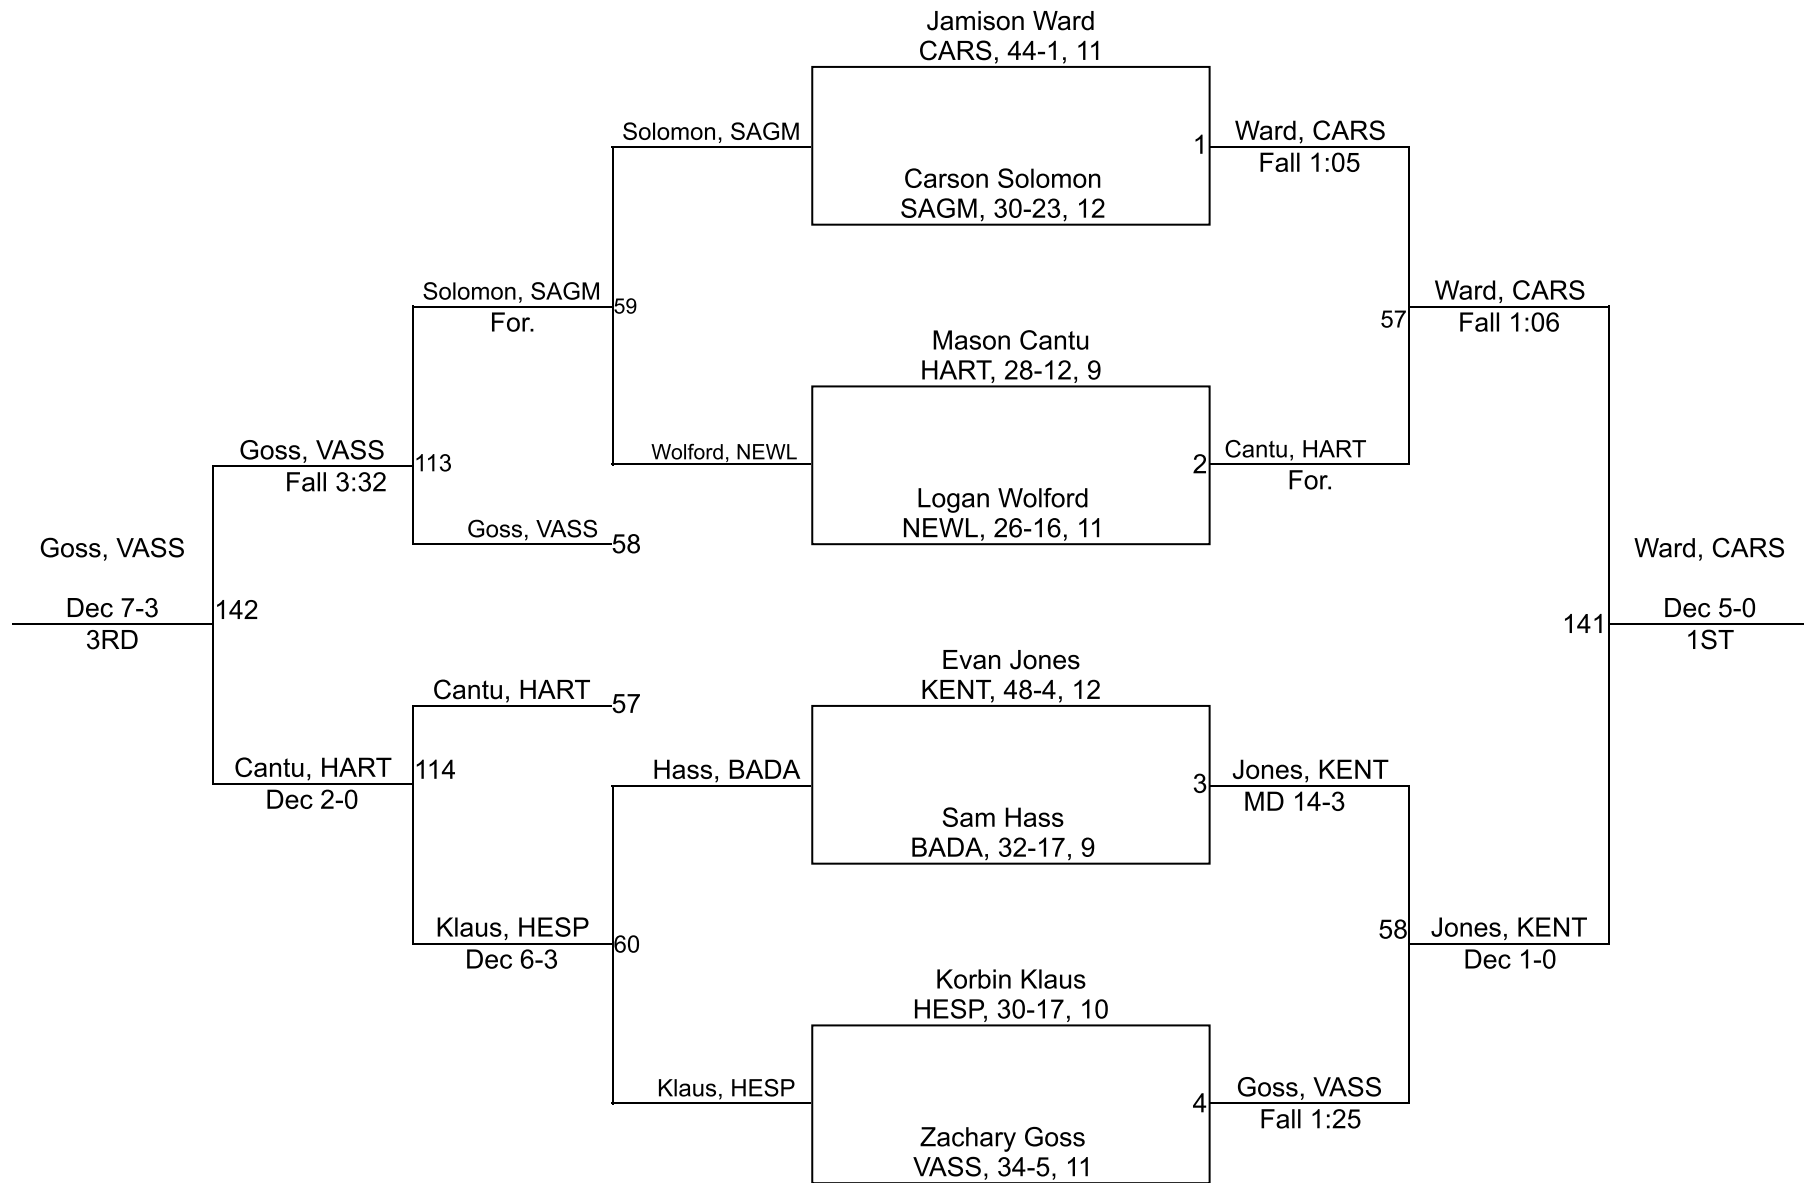 Jamison Ward
CARS, 44-1, 11
Solomon, SAGM
1
Ward, CARS
Fall 1:05
Carson Solomon
SAGM, 30-23, 12
Solomon, SAGM
For.
59
Ward, CARS
Fall 1:06
57
Mason Cantu
HART, 28-12, 9
Goss, VASS
Fall 3:32
113
Wolford, NEWL
2
Cantu, HART
For.
Logan Wolford
NEWL, 26-16, 11
Goss, VASS
58
Goss, VASS
Dec 7-3
3RD
142
Ward, CARS
Dec 5-0
1ST
141
Evan Jones
KENT, 48-4, 12
Cantu, HART
57
Cantu, HART
Dec 2-0
114
Hass, BADA
3
Jones, KENT
MD 14-3
Sam Hass
BADA, 32-17, 9
Klaus, HESP
Dec 6-3
60
58
Jones, KENT
Dec 1-0
Korbin Klaus
HESP, 30-17, 10
Klaus, HESP
4
Goss, VASS
Fall 1:25
Zachary Goss
VASS, 34-5, 11